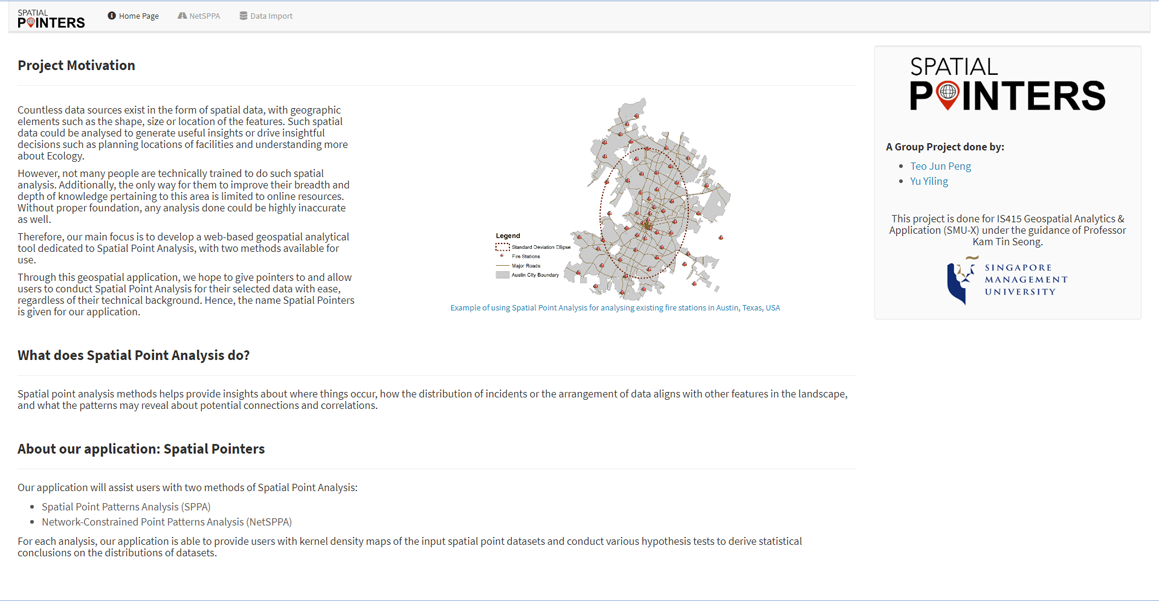 SPATIAL
POINTERS
Home Page
NetSPPA
Data Import
Project Motivation
Countless data sources exist in the form of spatial data, with geographic
elements such as the shape, size or location of the features. Such spatial
data could be analysed to generate useful insights or drive insightful
decisions such as planning locations of facilities and understanding more
about Ecology.
However, not many people are technically trained to do such spatial
analysis. Additionally, the only way for them to improve their breadth and
depth of knowledge pertaining to this area is limited to online resources.
Without proper foundation, any analysis done could be highly inaccurate
as well.
Therefore, our main focus is to develop a web-based geospatial analytical
tool dedicated to Spatial Point Analysis, with two methods available for
use.
Through this geospatial application, we hope to give pointers to and allow
users to conduct Spatial Point Analysis for their selected data with ease,
regardless of their technical background. Hence, the name Spatial Pointers
is given for our application.
Legend
Standard Deviation Ellipse
Fire Stations
Major Roads
Austin City Boundary
Example of using Spatial Point Analysis for analysing existing fire stations in Austin, Texas, USA
What does Spatial Point Analysis do?
Spatial point analysis methods helps provide insights about where things occur, how the distribution of incidents or the arrangement of data aligns with other features in the landscape,
and what the patterns may reveal about potential connections and correlations.
About our application: Spatial Pointers
Our application will assist users with two methods of Spatial Point Analysis:
Spatial Point Patterns Analysis (SPPA)
Network-Constrained Point Patterns Analysis (NetSPPA)
For each analysis, our application is able to provide users with kernel density maps of the input spatial point datasets and conduct various hypothesis tests to derive statistical
conclusions on the distributions of datasets.
SPATIAL
POINTERS
A Group Project done by:
Teo Jun Peng
Yu Yiling
This project is done for IS415 Geospatial Analytics &
Application (SMU-X) under the guidance of Professor
Kam Tin Seong.
SINGAPORE
MANAGEMENT
UNIVERSITY